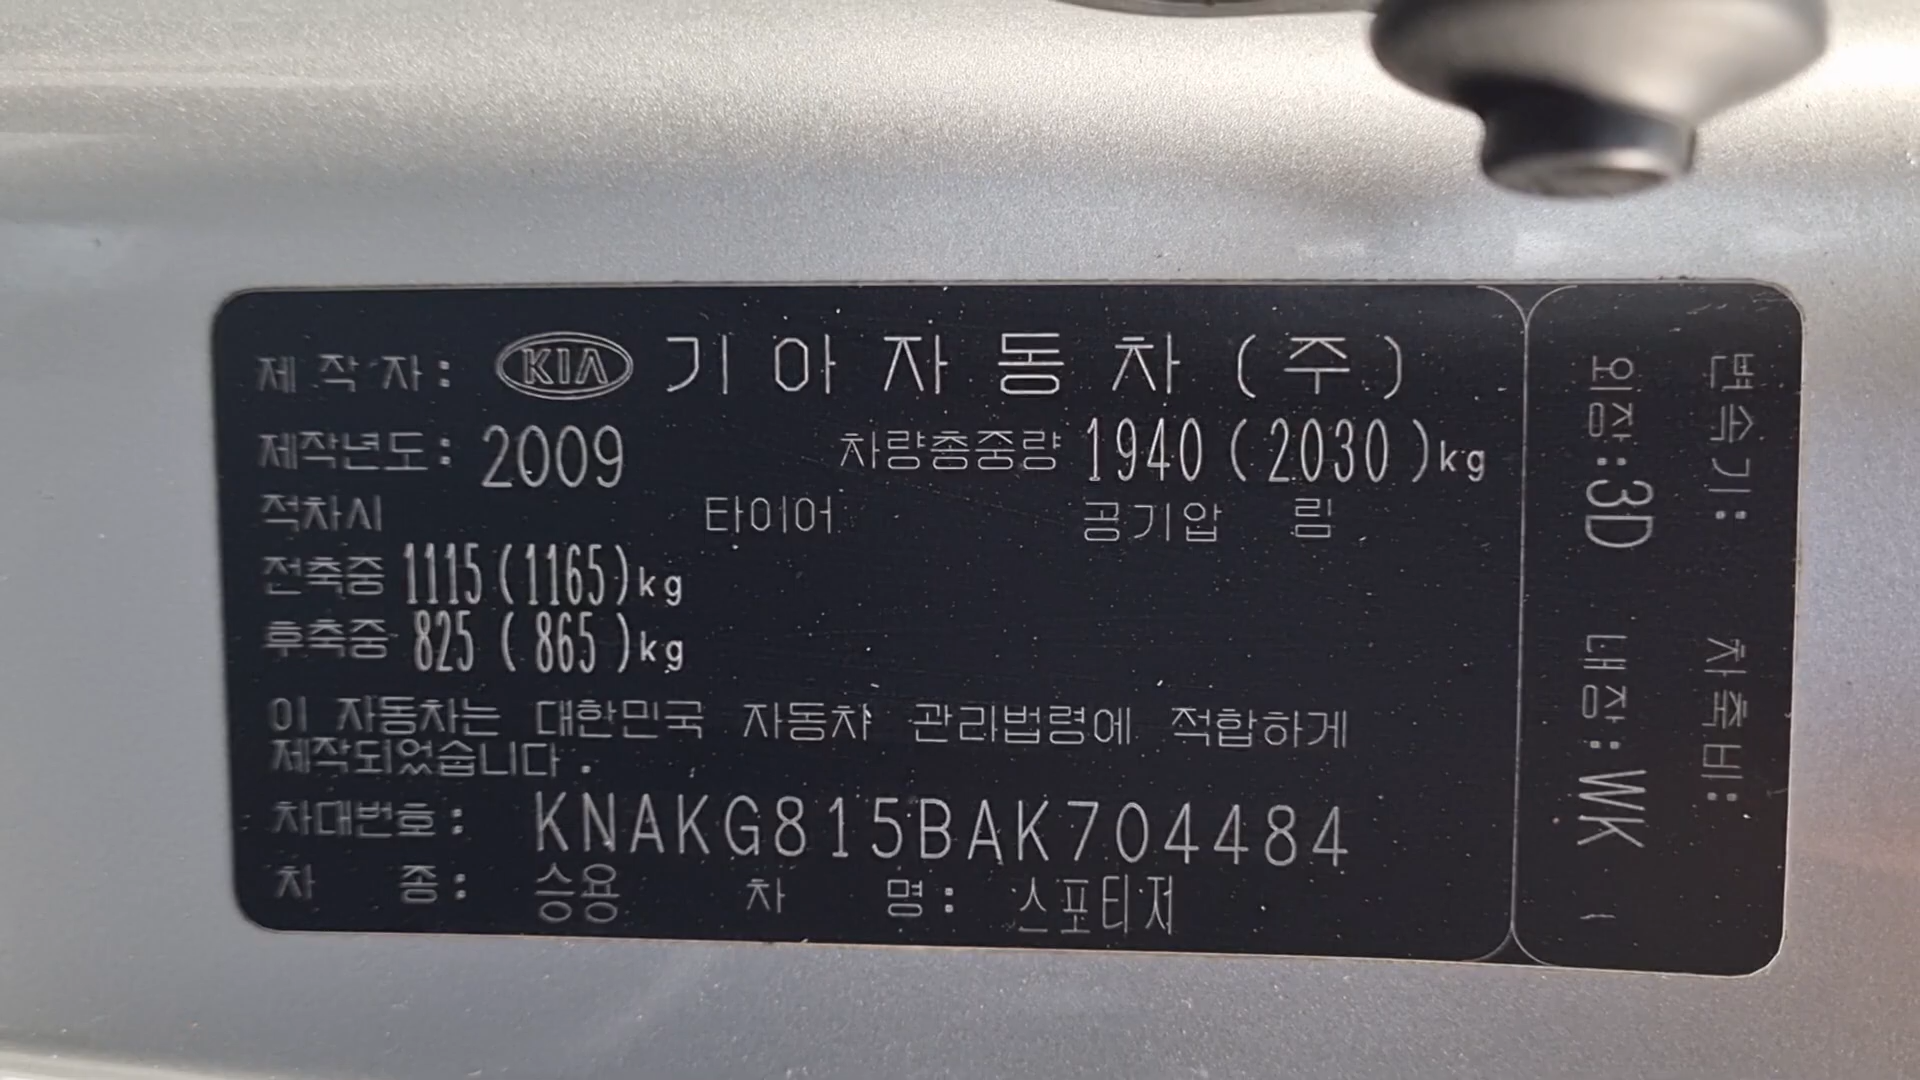 제 작 자: KIA 기 아 자 동 차 (주)
제작년도: 2009 차량총중량 1940 (2030)kg
적차시 타이어 공기압 림
전축중 1115(1165)kg
후축중 825 (865)kg
이 자동차는 대한민국 자동차 관리법령에 적합하게
제작되었습니다.
차대번호: KNAKG815BAK704484
차 종: 승용 차 명: 스포티저
변속기: 차축비:
외장:3D 내장:WK